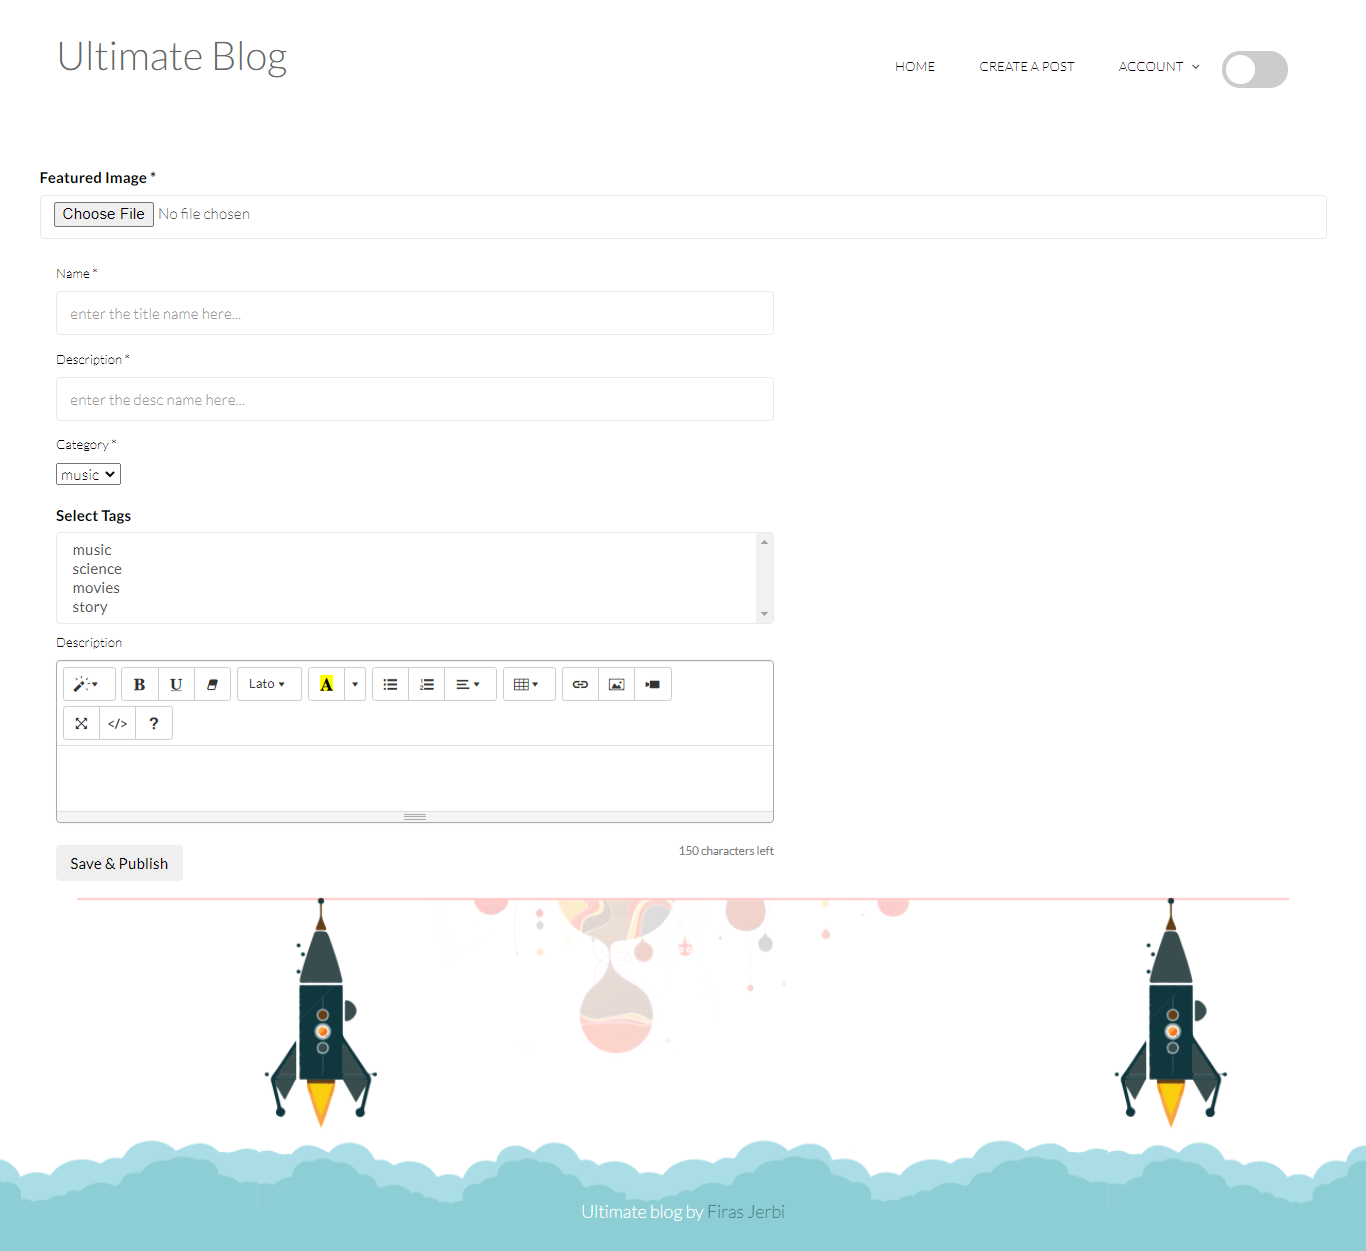 Ultimate Blog
HOME CREATE A POST ACCOUNT
Featured Image *
Choose File No file chosen
Name *
enter the title name here...
Description *
enter the desc name here...
Category *
music
Select Tags
music
science
movies
story
Description
B U Lato A
</> ?
150 characters left
Save & Publish
Ultimate blog by Firas Jerbi